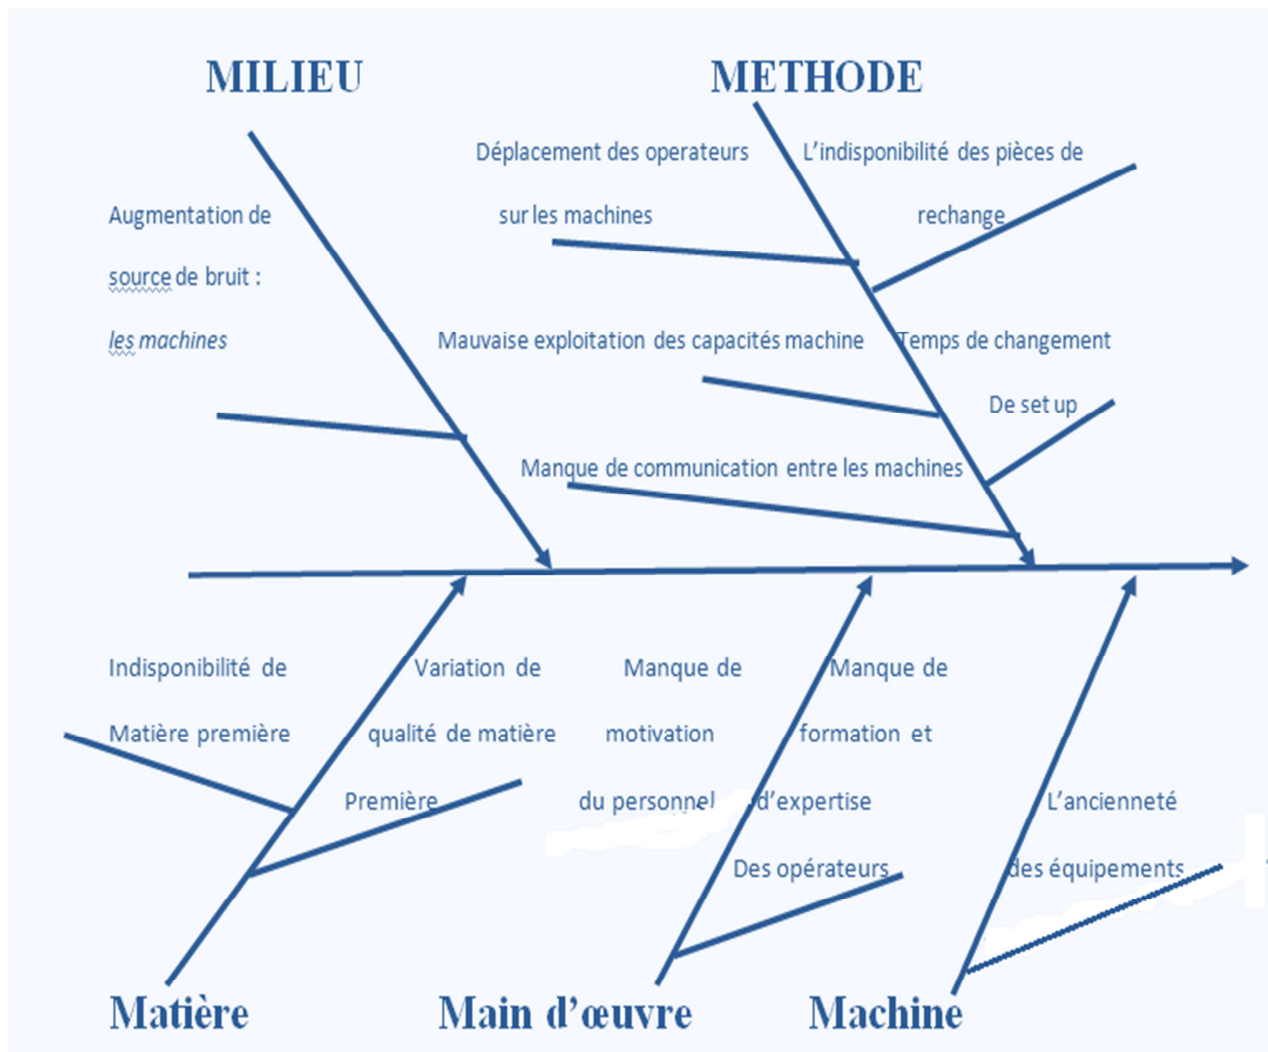 MILIEU
METHODE
Déplacement des operateurs
sur les machines
L’indisponibilité des pièces de
rechange
Augmentation de
source de bruit :
les machines
Mauvaise exploitation des capacités machine
Temps de changement
De set up
Manque de communication entre les machines
Indisponibilité de
Matière première
Variation de
qualité de matière
Première
Manque de
motivation
du personnel
Manque de
formation et
d’expertise
Des opérateurs
L’ancienneté
des équipements
Matière
Main d’œuvre
Machine